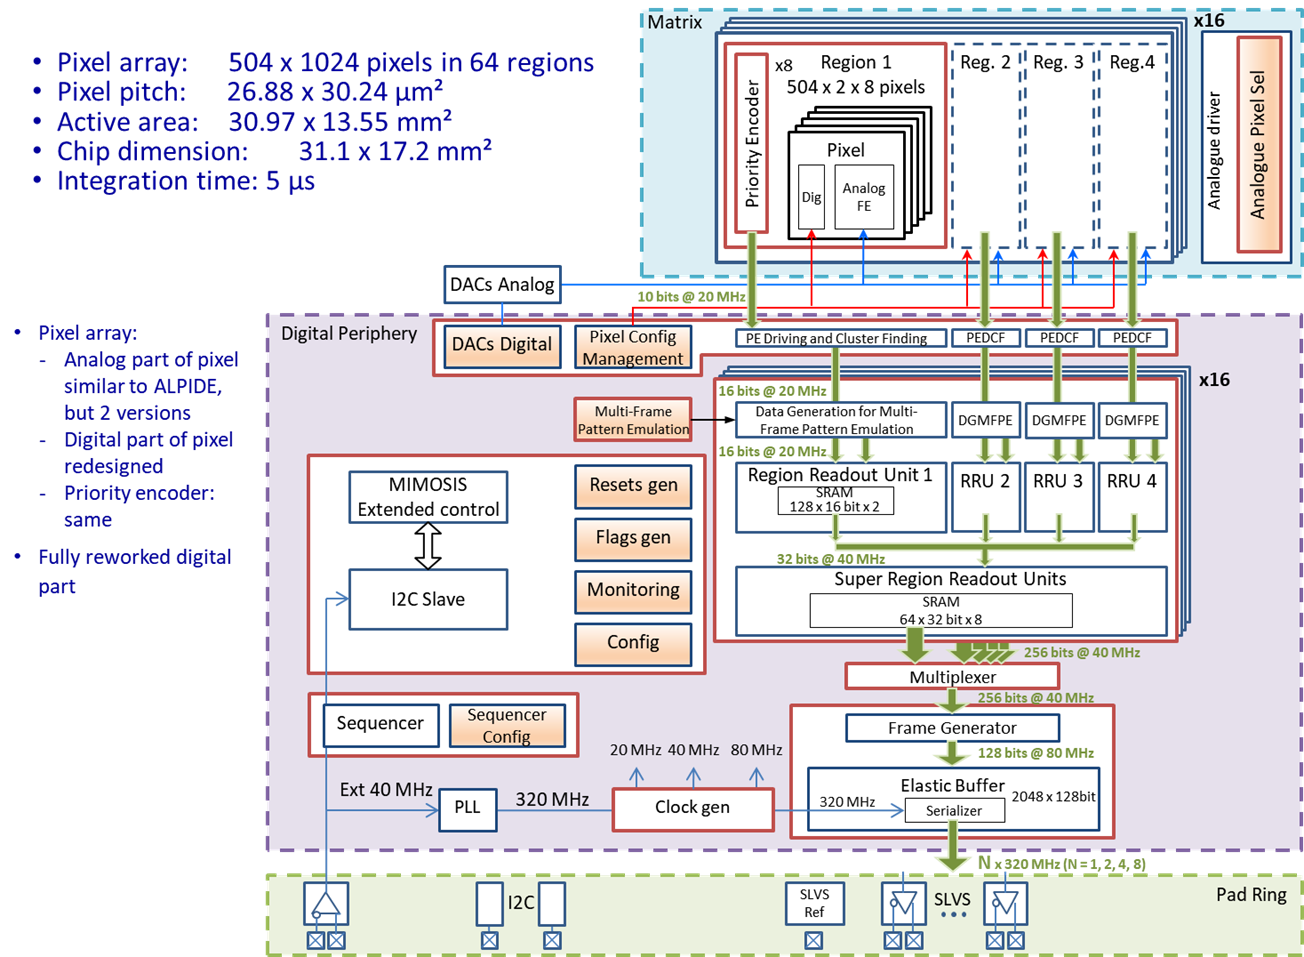 • Pixel array: 504 x 1024 pixels in 64 regions
• Pixel pitch: 26.88 x 30.24 µm²
• Active area: 30.97 x 13.55 mm²
• Chip dimension: 31.1 x 17.2 mm²
• Integration time: 5 µs
• Pixel array:
- Analog part of pixel
similar to ALPIDE,
but 2 versions
- Digital part of pixel
redesigned
- Priority encoder:
same
• Fully reworked digital
part
Matrix
x16
Priority Encoder
x8
Region 1
504 x 2 x 8 pixels
Pixel
Dig
Analog
FE
Reg. 2
Reg. 3
Reg.4
Analogue driver
Analogue Pixel Sel
DACs Analog
10 bits @ 20 MHz
Digital Periphery
DACs Digital
Pixel Config
Management
PE Driving and Cluster Finding
PEDCF
PEDCF
PEDCF
x16
16 bits @ 20 MHz
Multi-Frame
Pattern Emulation
Data Generation for Multi-
Frame Pattern Emulation
DGMFPE
DGMFPE
DGMFPE
16 bits @ 20 MHz
Region Readout Unit 1
SRAM
128 x 16 bit x 2
RRU 2
RRU 3
RRU 4
32 bits @ 40 MHz
Super Region Readout Units
SRAM
64 x 32 bit x 8
256 bits @ 40 MHz
MIMOSIS
Extended control
I2C Slave
Resets gen
Flags gen
Monitoring
Config
Multiplexer
256 bits @ 40 MHz
Sequencer
Sequencer
Config
Frame Generator
128 bits @ 80 MHz
20 MHz
40 MHz
80 MHz
Elastic Buffer
2048 x 128bit
Serializer
Ext 40 MHz
PLL
320 MHz
Clock gen
320 MHz
N x 320 MHz (N = 1, 2, 4, 8)
Pad Ring
I2C
SLVS
Ref
SLVS
• • •